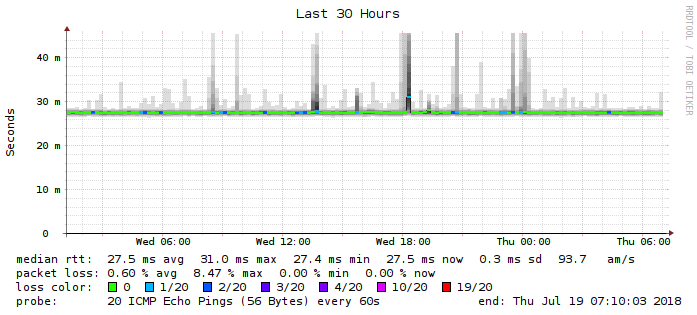 Last 30 Hours
RRDTOOL / TOBI OETIKER
Seconds
40 m
30 m
20 m
10 m
0
Wed 06:00 Wed 12:00 Wed 18:00 Thu 00:00 Thu 06:00
median rtt: 27.5 ms avg 31.0 ms max 27.4 ms min 27.5 ms now 0.3 ms sd 93.7 am/s
packet loss: 0.60 % avg 8.47 % max 0.00 % min 0.00 % now
loss color: 0 1/20 2/20 3/20 4/20 10/20 19/20
probe: 20 ICMP Echo Pings (56 Bytes) every 60s end: Thu Jul 19 07:10:03 2018